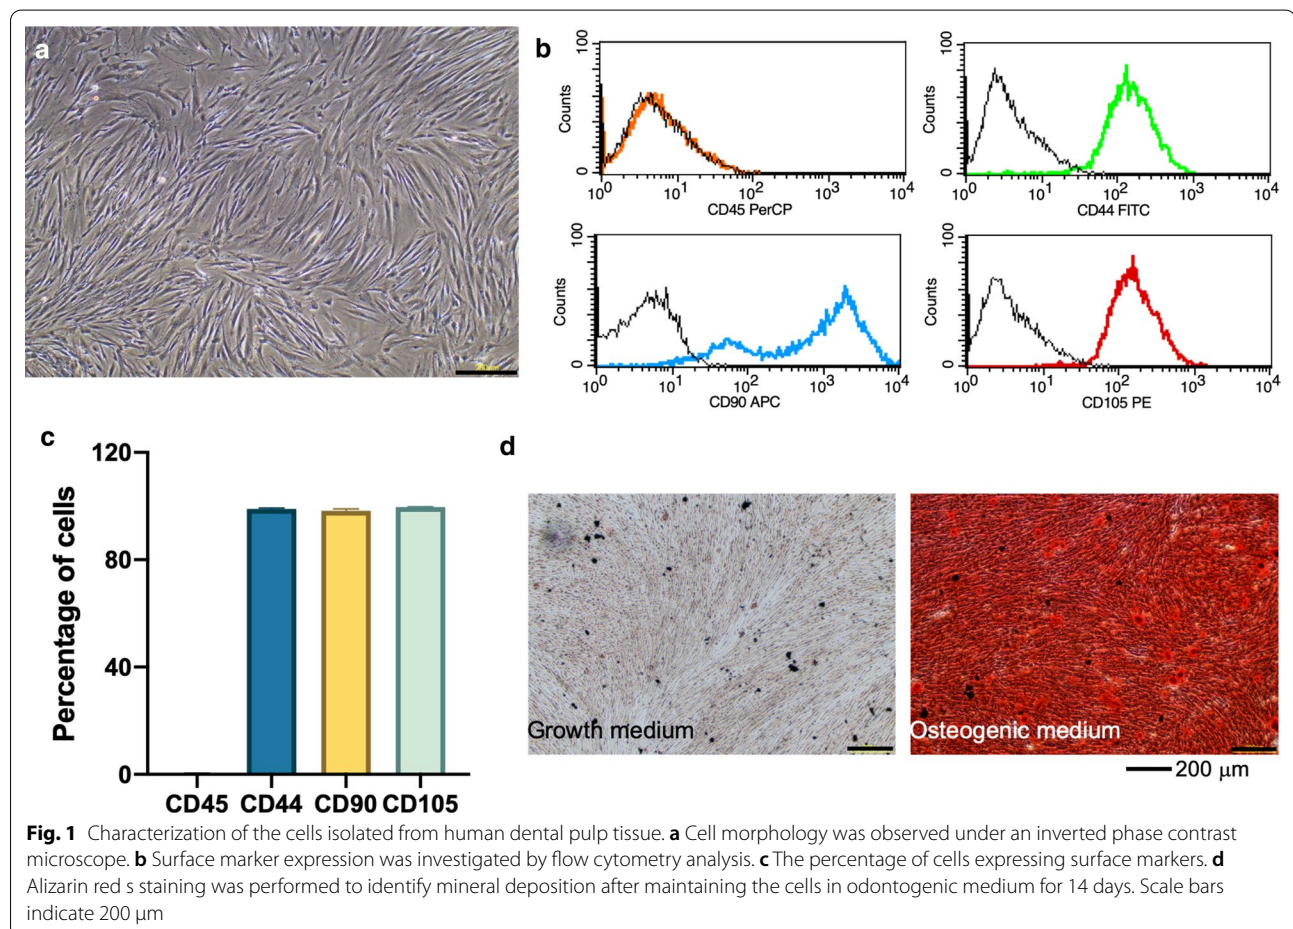 a
b
100
Counts
0
10^0 10^1 10^2 10^3 10^4
CD45 PerCP
100
Counts
0
10^0 10^1 10^2 10^3 10^4
CD44 FITC
100
Counts
0
10^0 10^1 10^2 10^3 10^4
CD90 APC
100
Counts
0
10^0 10^1 10^2 10^3 10^4
CD105 PE
c
Percentage of cells
120
80
40
0
CD45 CD44 CD90 CD105
d
Growth medium
Osteogenic medium
200 μm
Fig. 1 Characterization of the cells isolated from human dental pulp tissue. a Cell morphology was observed under an inverted phase contrast
microscope. b Surface marker expression was investigated by flow cytometry analysis. c The percentage of cells expressing surface markers. d
Alizarin red s staining was performed to identify mineral deposition after maintaining the cells in odontogenic medium for 14 days. Scale bars
indicate 200 μm